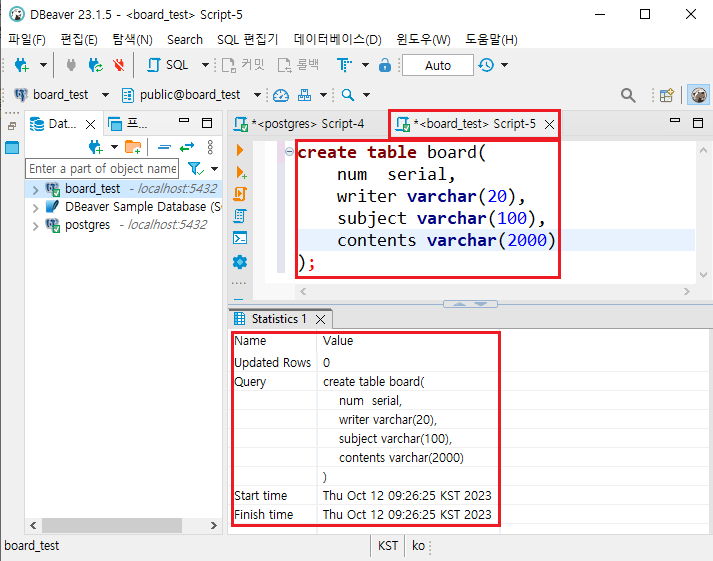 DBeaver 23.1.5 - <board_test> Script-5
파일(F) 편집(E) 탐색(N) Search SQL 편집기 데이터베이스(D) 윈도우(W) 도움말(H)
SQL 커밋 롤백 Auto
board_test public@board_test
Dat... 프...
Enter a part of object name
board_test - localhost:5432
DBeaver Sample Database (S
postgres - localhost:5432
*<postgres> Script-4 *<board_test> Script-5
create table board(
num serial,
writer varchar(20),
subject varchar(100),
contents varchar(2000)
);
Statistics 1
Name Value
Updated Rows 0
Query create table board(
num serial,
writer varchar(20),
subject varchar(100),
contents varchar(2000)
)
Start time Thu Oct 12 09:26:25 KST 2023
Finish time Thu Oct 12 09:26:25 KST 2023
board_test KST ko